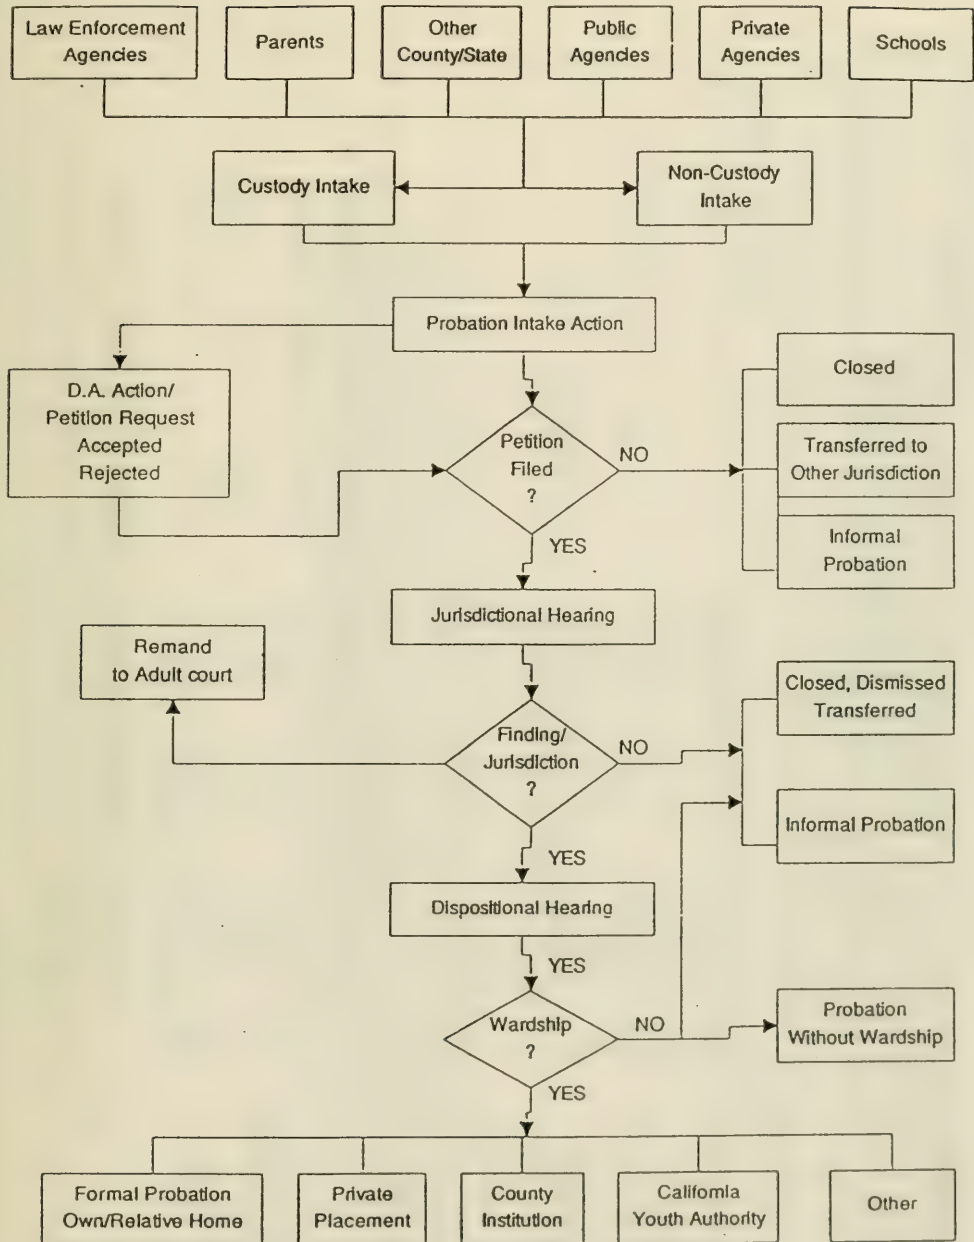 Law Enforcement
Agencies
Parents
Other
County/State
Public
Agencies
Private
Agencies
Schools
Custody Intake
Non-Custody
Intake
Probation Intake Action
D.A. Action/
Petition Request
Accepted
Rejected
Petition
Filed
?
NO
Closed
Transferred to
Other Jurisdiction
Informal
Probation
YES
Jurisdictional Hearing
Remand
to Adult court
Finding/
Jurisdiction
?
NO
Closed, Dismissed
Transferred
Informal Probation
YES
Dispositional Hearing
YES
Wardship
?
NO
Probation
Without Wardship
YES
Formal Probation
Own/Relative Home
Private
Placement
County
Institution
California
Youth Authority
Other